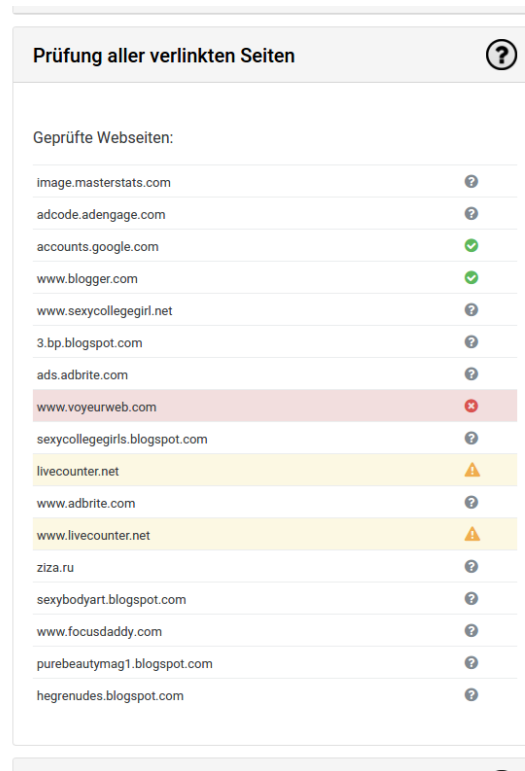 Prüfung aller verlinkten Seiten
Geprüfte Webseiten:
image.masterstats.com
adcode.adengage.com
accounts.google.com
www.blogger.com
www.sexycollegegirl.net
3.bp.blogspot.com
ads.adbrite.com
www.voyeurweb.com
sexycollegegirls.blogspot.com
livecounter.net
www.adbrite.com
www.livecounter.net
ziza.ru
sexybodyart.blogspot.com
www.focusdaddy.com
purebeautymag1.blogspot.com
hegrenudes.blogspot.com